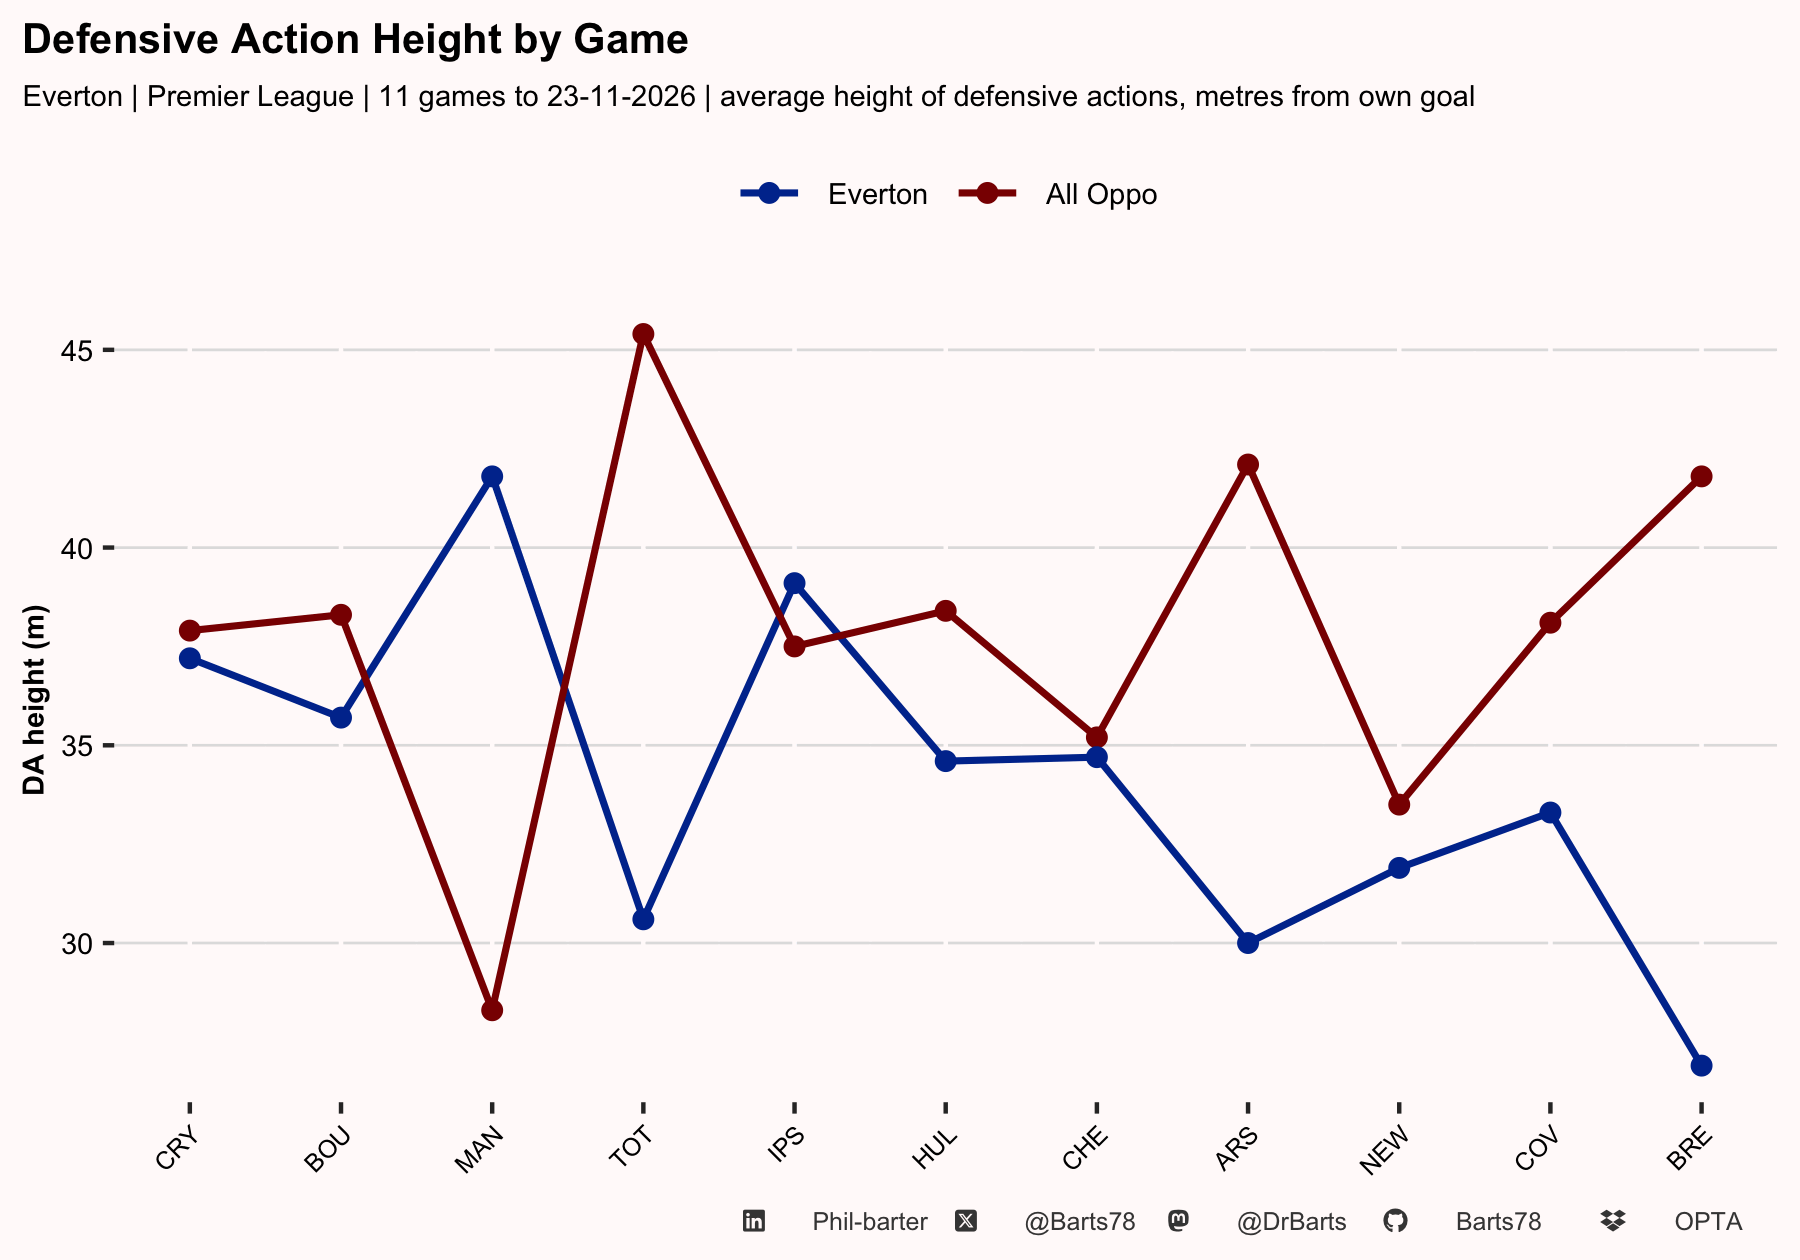 Defensive Action Height by Game
Everton | Premier League | 11 games to 23-11-2026 | average height of defensive actions, metres from own goal
Everton All Oppo
DA height (m)
45
40
35
30
CRY BOU MAN TOT IPS HUL CHE ARS NEW COV BRE
Phil-barter @Barts78 @DrBarts Barts78 OPTA